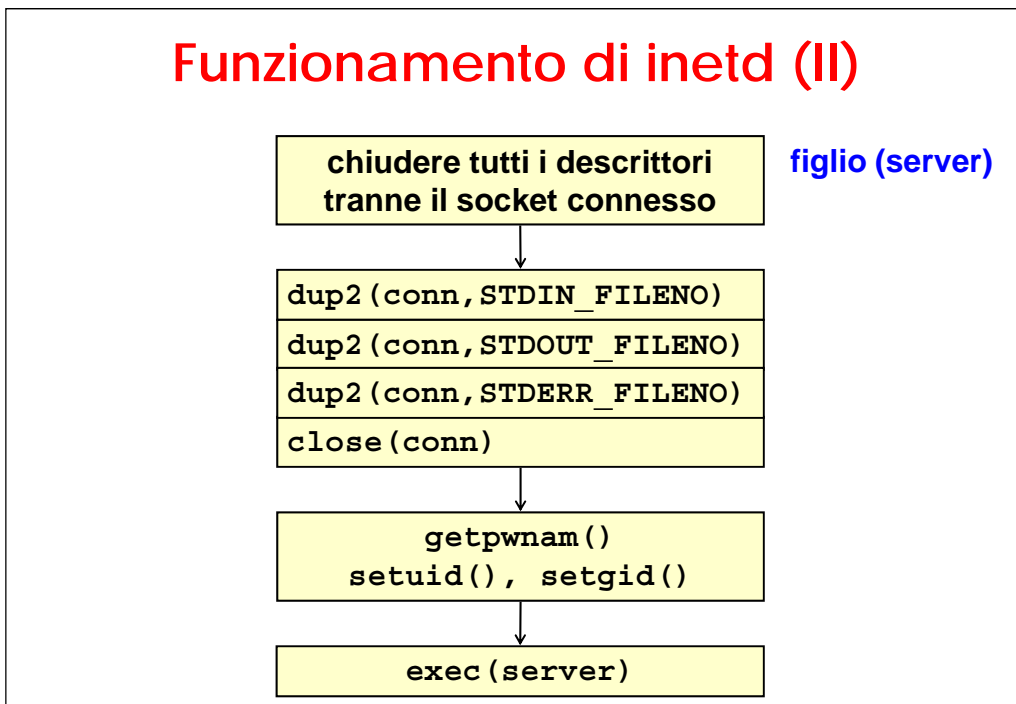 Funzionamento di inetd (II)
chiudere tutti i descrittori
tranne il socket connesso
figlio (server)
dup2(conn,STDIN_FILENO)
dup2(conn,STDOUT_FILENO)
dup2(conn,STDERR_FILENO)
close(conn)
getpwnam()
setuid(), setgid()
exec(server)